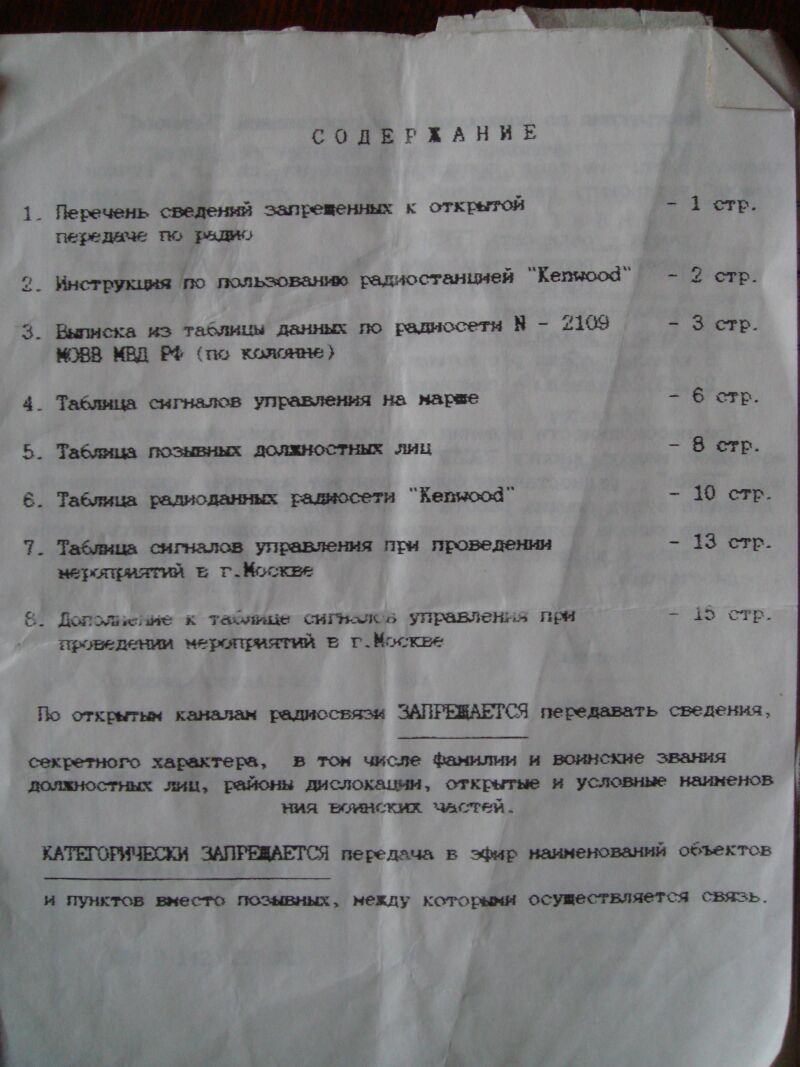 СОДЕРЖАНИЕ
1. Перечень сведений запрещенных к открытой - 1 стр.
передаче по радио
2. Инструкция по пользованию радиостанцией "Kenwood" - 2 стр.
3. Выписка из таблицы данных по радиосети N - 2109 - 3 стр.
МОВВ МВД РФ (по колонне)
4. Таблица сигналов управления на марше - 6 стр.
5. Таблица позывных должностных лиц - 8 стр.
6. Таблица радиоданных радиосети "Kenwood" - 10 стр.
7. Таблица сигналов управления при проведении - 13 стр.
мероприятий в г.Москве
8. Дополнение к таблице сигналов управления при - 15 стр.
проведении мероприятий в г.Москве
По открытым каналам радиосвязи ЗАПРЕЩАЕТСЯ передавать сведения,
секретного характера, в том числе фамилии и воинские звания
должностных лиц, районы дислокации, открытые и условные наименов
ния воинских частей.
КАТЕГОРИЧЕСКИ ЗАПРЕЩАЕТСЯ передача в эфир наименований объектов
и пунктов вместо позывных, между которыми осуществляется связь.